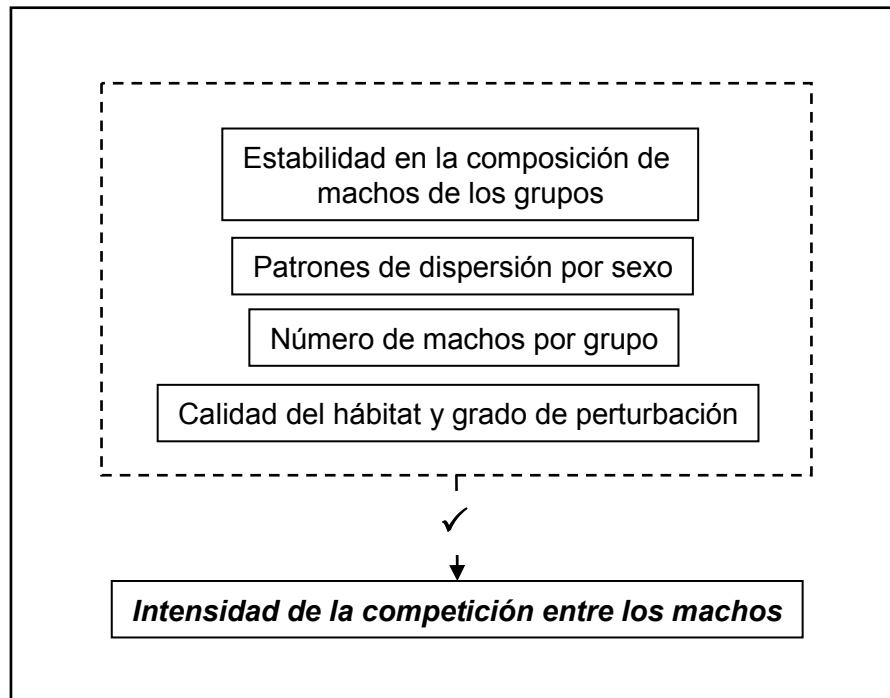 Estabilidad en la composición de
machos de los grupos
Patrones de dispersión por sexo
Número de machos por grupo
Calidad del hábitat y grado de perturbación
✓
Intensidad de la competición entre los machos